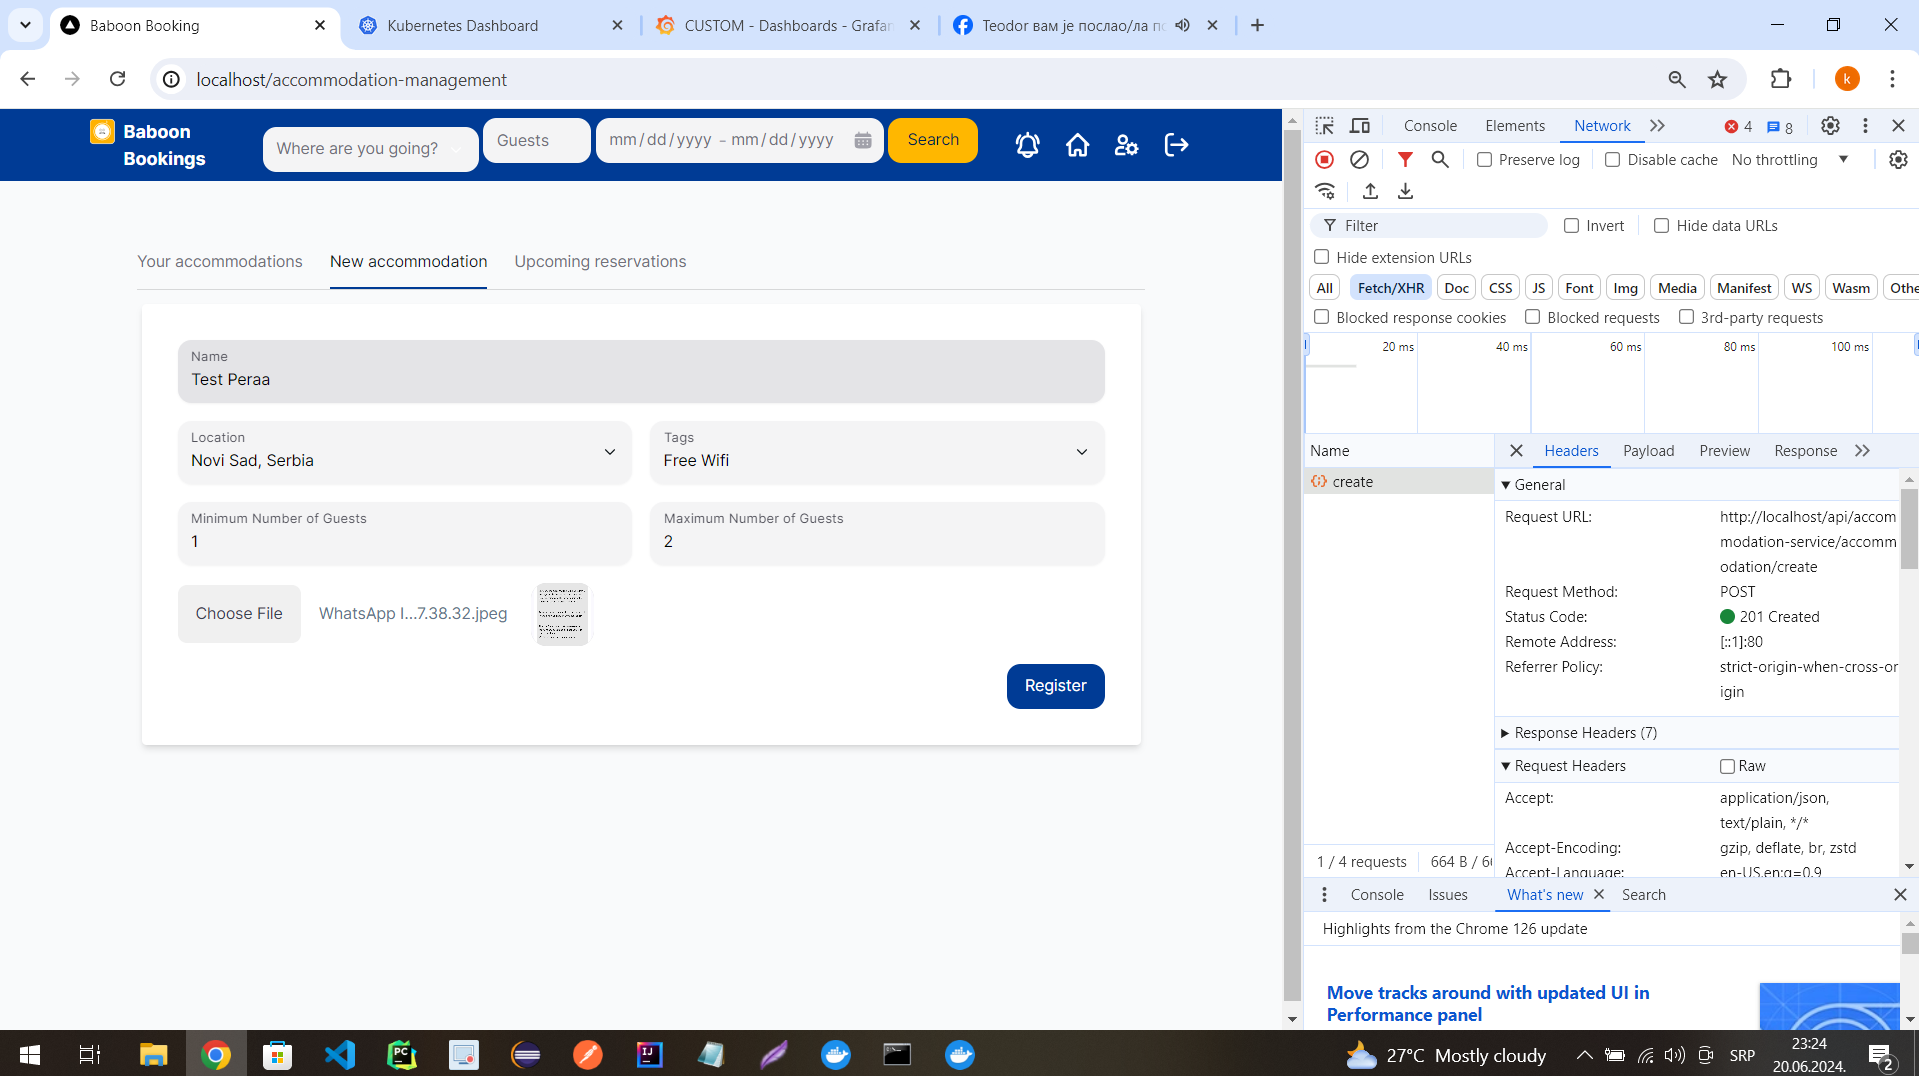 Baboon Booking
Kubernetes Dashboard
CUSTOM - Dashboards - Grafan
Teodor вам је послао/ла по
localhost/accommodation-management
k
Baboon
Bookings
Where are you going?
Guests
mm/dd/yyyy – mm/dd/yyyy
Search
Your accommodations
New accommodation
Upcoming reservations
Name
Test Peraa
Location
Novi Sad, Serbia
Tags
Free Wifi
Minimum Number of Guests
1
Maximum Number of Guests
2
Choose File
WhatsApp I...7.38.32.jpeg
Register
Console
Elements
Network
4
8
Preserve log
Disable cache
No throttling
Filter
Invert
Hide data URLs
Hide extension URLs
All
Fetch/XHR
Doc
CSS
JS
Font
Img
Media
Manifest
WS
Wasm
Othe
Blocked response cookies
Blocked requests
3rd-party requests
20 ms
40 ms
60 ms
80 ms
100 ms
Name
create
Headers
Payload
Preview
Response
General
Request URL:
http://localhost/api/accom
modation-service/accomm
odation/create
Request Method:
POST
Status Code:
201 Created
Remote Address:
[::1]:80
Referrer Policy:
strict-origin-when-cross-or
igin
Response Headers (7)
Request Headers
Raw
Accept:
application/json,
text/plain, */*
Accept-Encoding:
gzip, deflate, br, zstd
Accept-Language:
en-US,en;q=0.9
1 / 4 requests
664 B / 6
Console
Issues
What's new
Search
Highlights from the Chrome 126 update
Move tracks around with updated UI in
Performance panel
PC
IJ
27°C Mostly cloudy
SRP
23:24
20.06.2024.
2